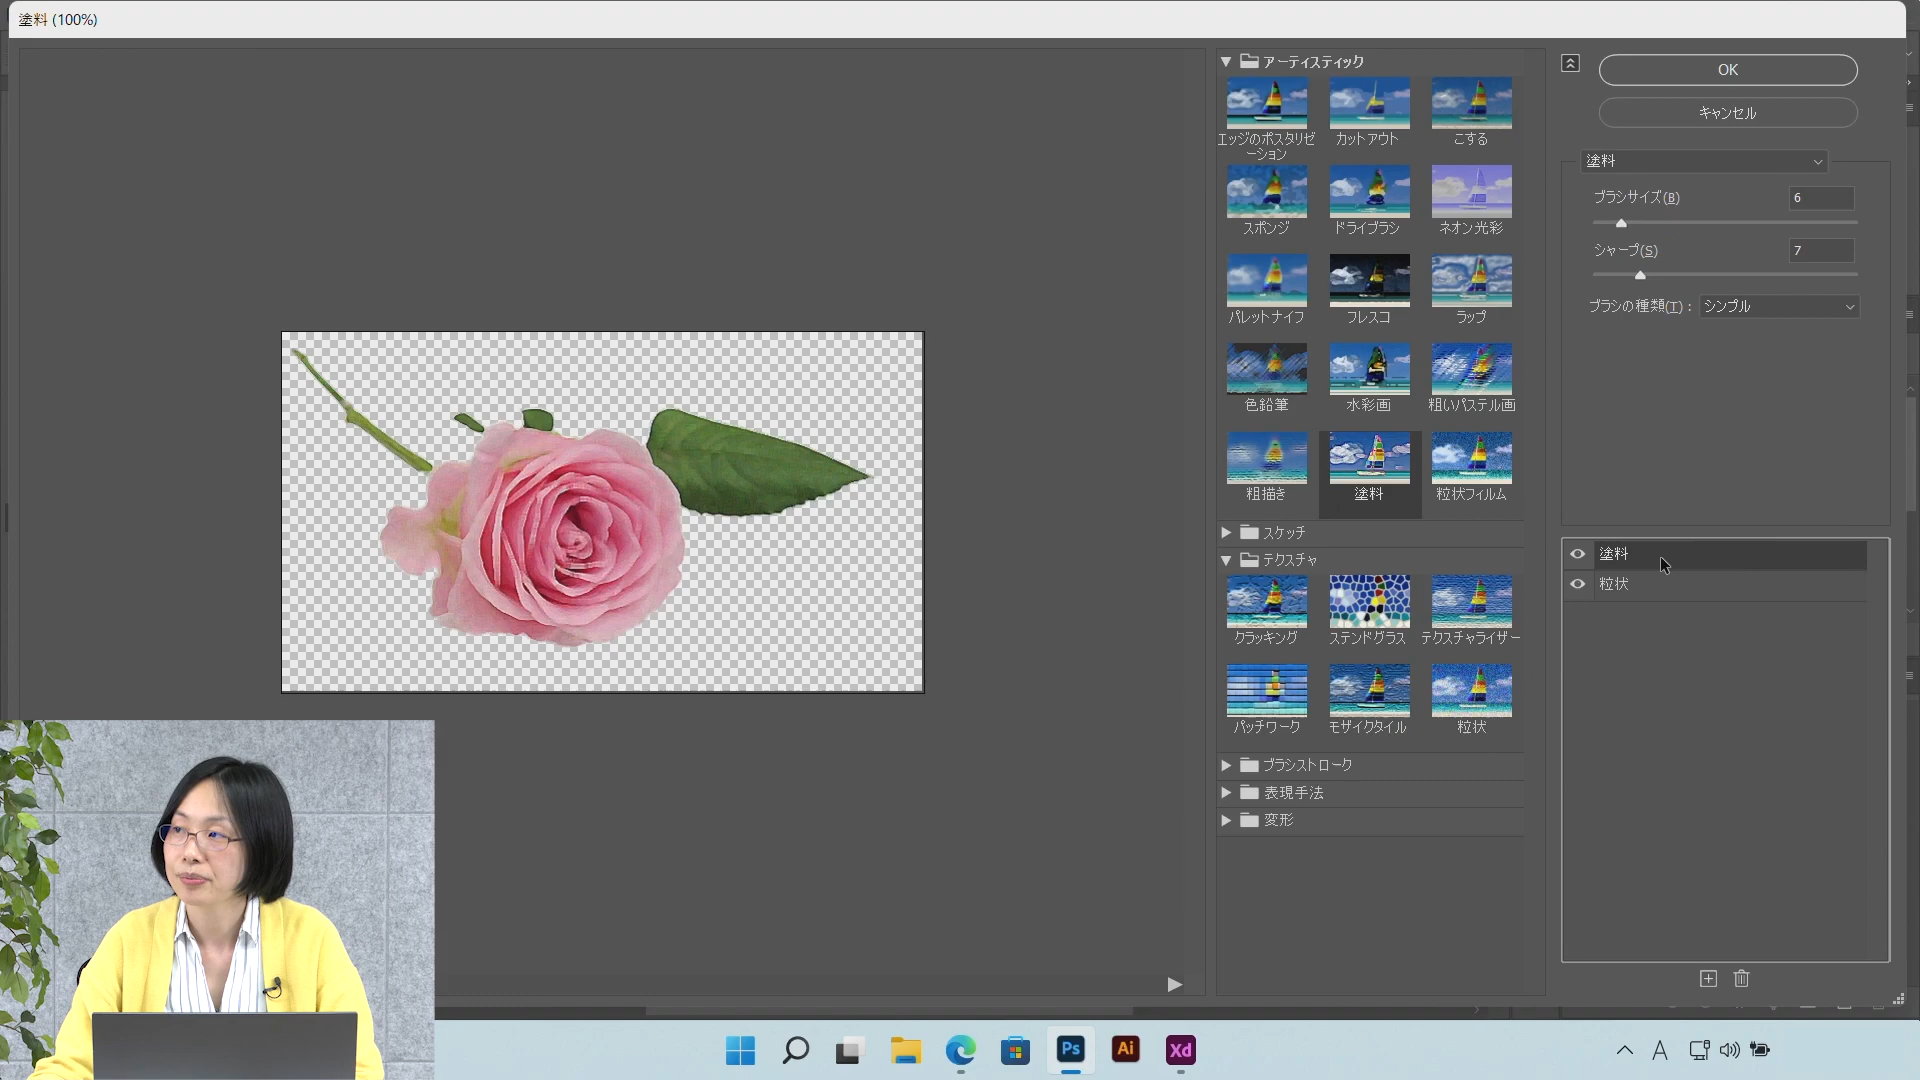 塗料 (100%)
アーティスティック
エッジのポスタリゼ
ーション
カットアウト
こする
スポンジ
ドライブラシ
ネオン光彩
パレットナイフ
フレスコ
ラップ
色鉛筆
水彩画
粗いパステル画
粗描き
塗料
粒状フィルム
スケッチ
テクスチャ
クラッキング
ステンドグラス
テクスチャライザー
パッチワーク
モザイクタイル
粒状
ブラシストローク
表現手法
変形
OK
キャンセル
塗料
ブラシサイズ(B)
6
シャープ(S)
7
ブラシの種類(T)：
シンプル
塗料
粒状
Ps
Ai
Xd
A